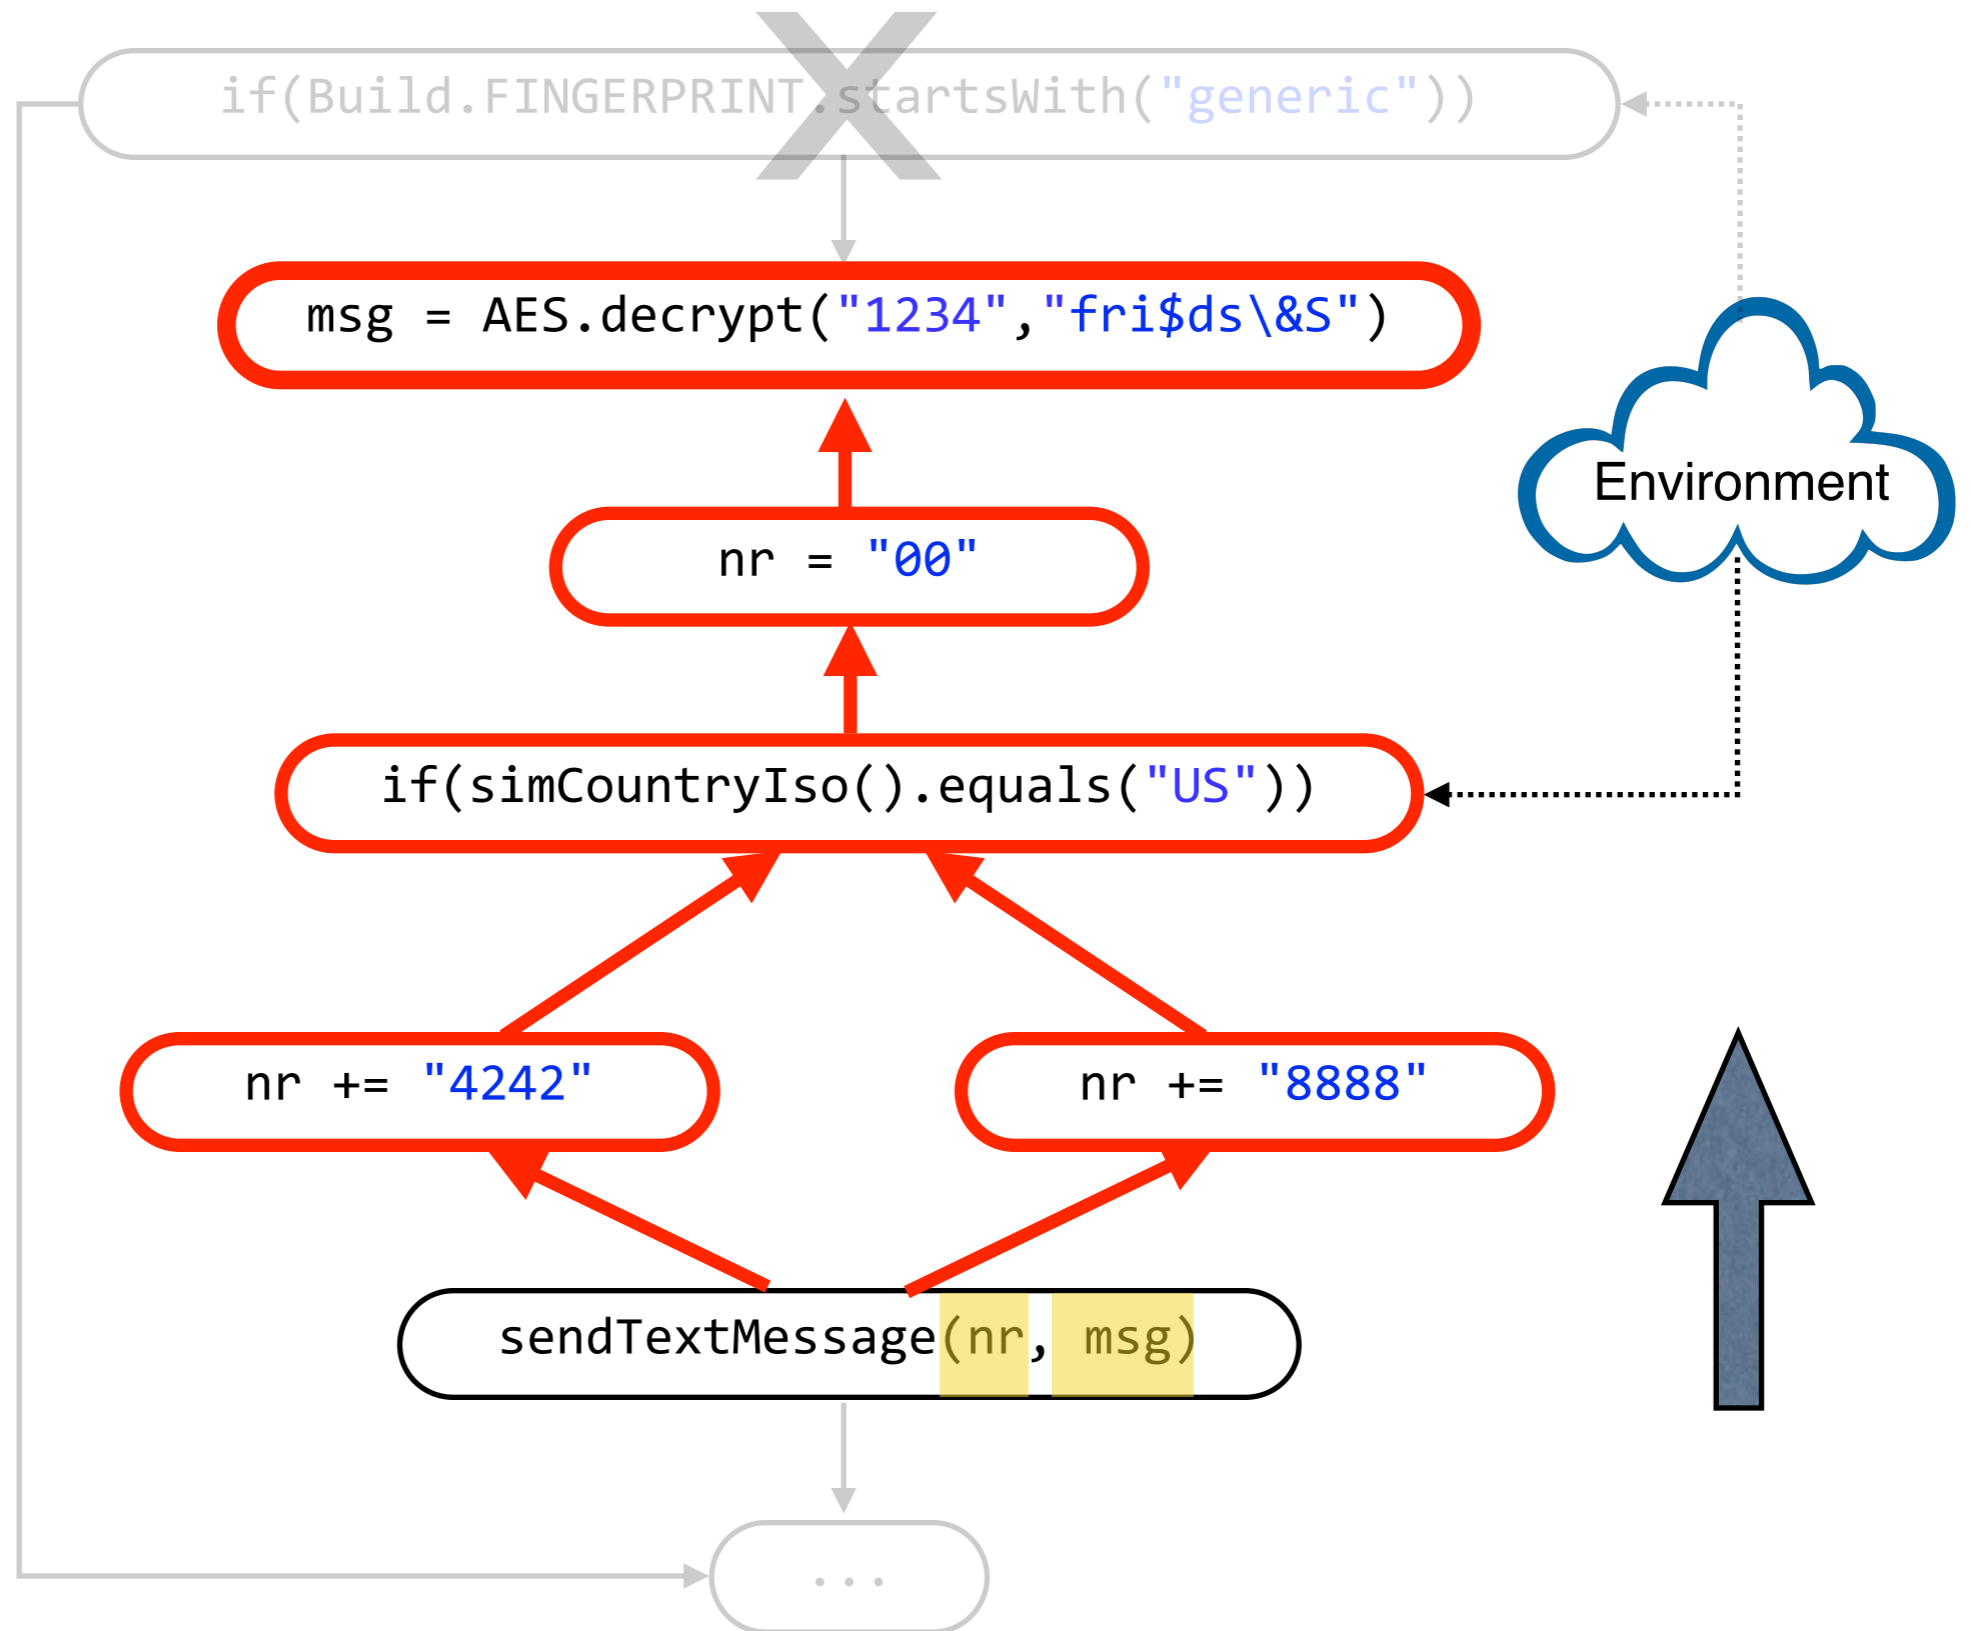 if(Build.FINGERPRINT.startsWith("generic"))
msg = AES.decrypt("1234","fri$ds\&S")
Environment
nr = "00"
if(simCountryIso().equals("US"))
nr += "4242"
nr += "8888"
sendTextMessage(nr, msg)
...